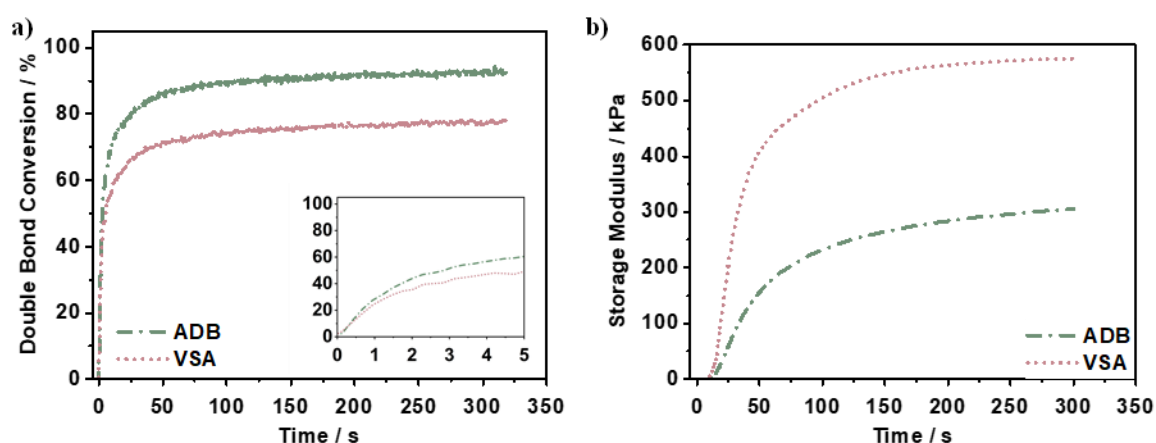 a)
Double Bond Conversion / %
100
80
60
40
20
0
100
80
60
40
20
0
0 1 2 3 4 5
ADB
VSA
0 50 100 150 200 250 300 350
Time / s
b)
Storage Modulus / kPa
600
500
400
300
200
100
0
ADB
VSA
0 50 100 150 200 250 300 350
Time / s